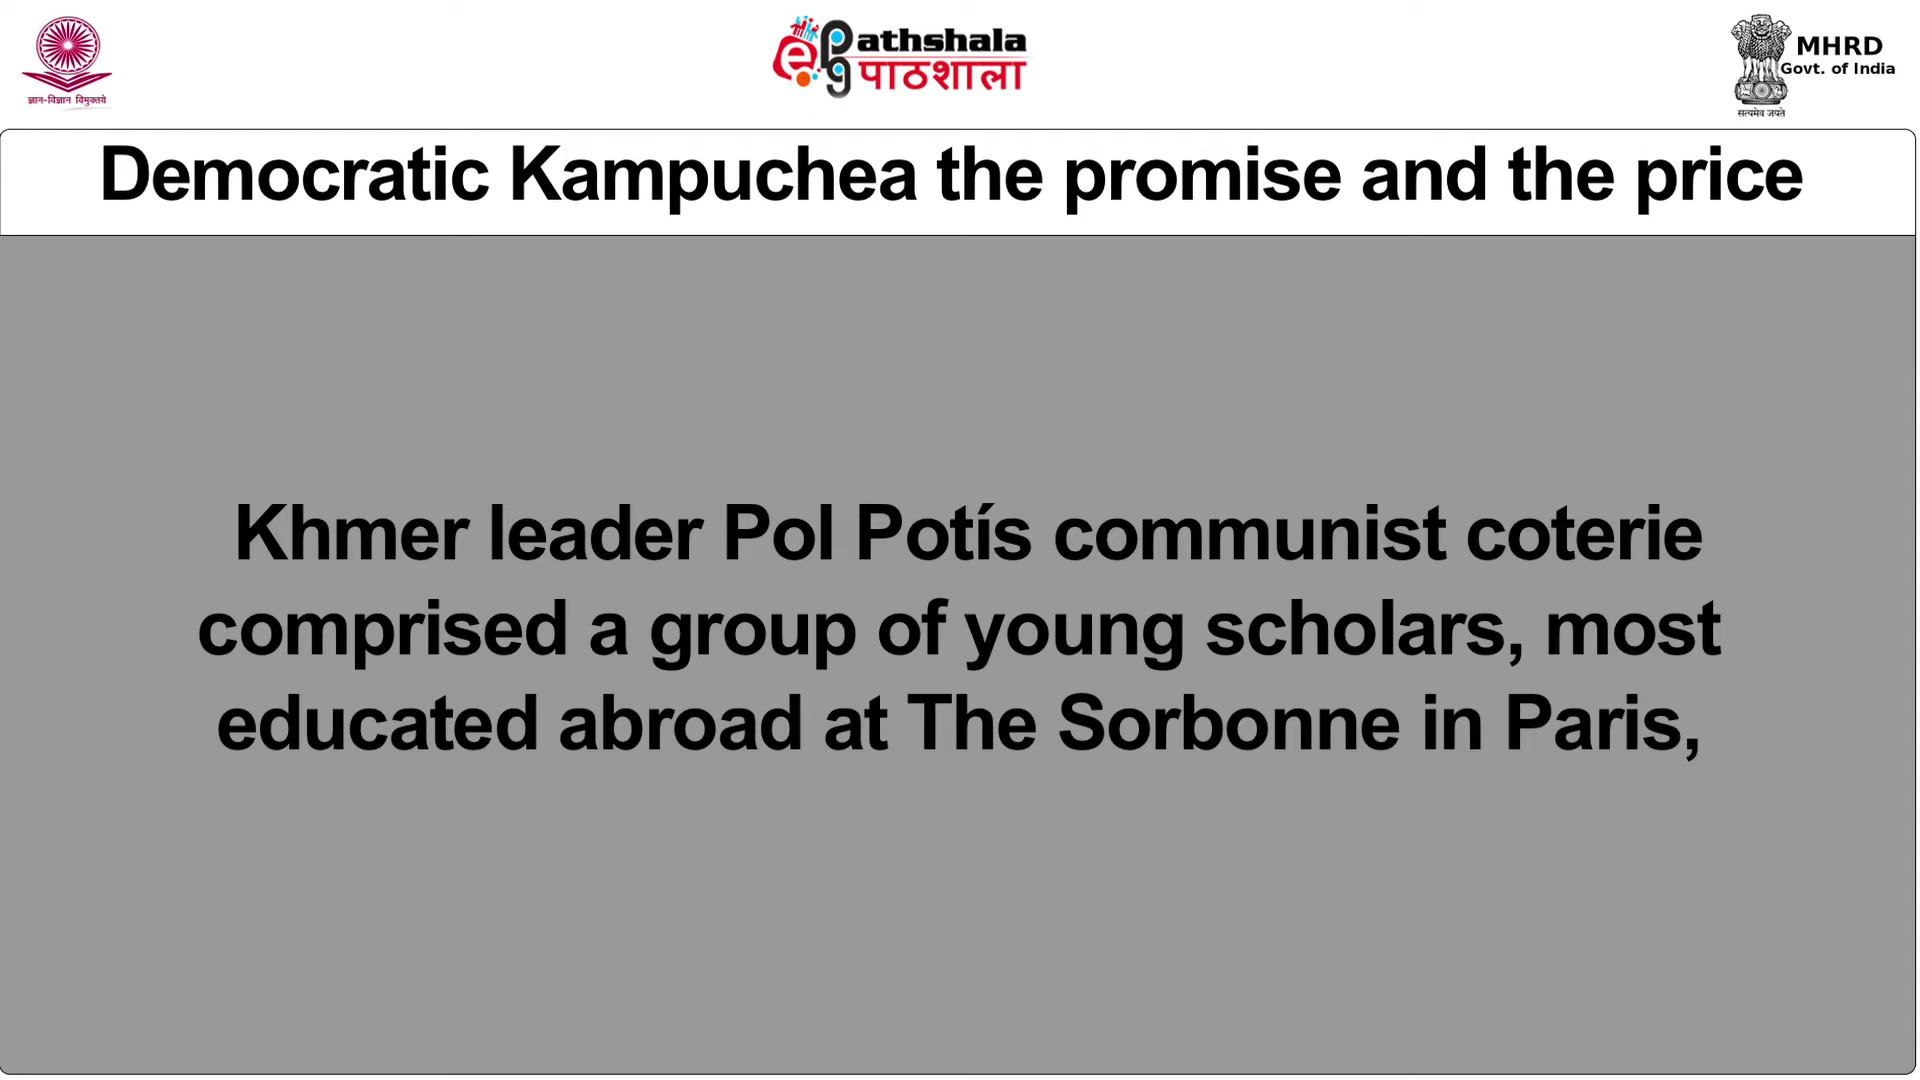 ज्ञान-विज्ञान विमुक्तये
ePG
athshala
पाठशाला
MHRD
Govt. of India
सत्यमेव जयते
Democratic Kampuchea the promise and the price
Khmer leader Pol Potís communist coterie
comprised a group of young scholars, most
educated abroad at The Sorbonne in Paris,